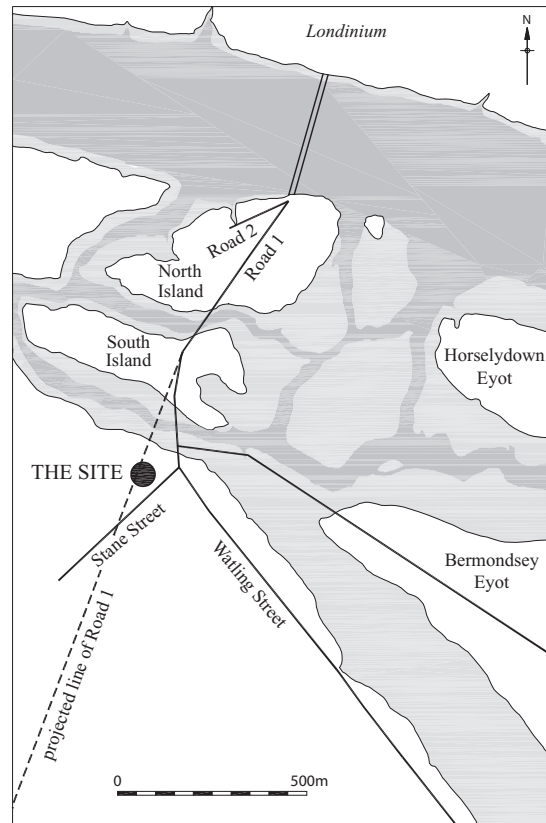 Londinium
N
Road 2
Road 1
North
Island
South
Island
Horselydown
Eyot
THE SITE
Stane Street
Watling Street
Bermondsey
Eyot
projected line of Road 1
0
500m